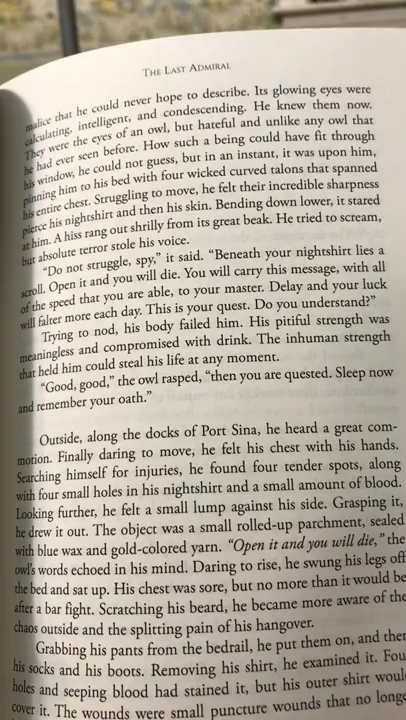 THE LAST ADMIRAL
malice that he could never hope to describe. Its glowing eyes were
calculating, intelligent, and condescending. He knew them now.
They were the eyes of an owl, but hateful and unlike any owl that
he had ever seen before. How such a being could have fit through
his window, he could not guess, but in an instant, it was upon him,
pinning him to his bed with four wicked curved talons that spanned
his entire chest. Struggling to move, he felt their incredible sharpness
pierce his nightshirt and then his skin. Bending down lower, it stared
at him. A hiss rang out shrilly from its great beak. He tried to scream,
but absolute terror stole his voice.
"Do not struggle, spy," it said. "Beneath your nightshirt lies a
scroll. Open it and you will die. You will carry this message, with all
of the speed that you are able, to your master. Delay and your luck
will falter more each day. This is your quest. Do you understand?"
Trying to nod, his body failed him. His pitiful strength was
meaningless and compromised with drink. The inhuman strength
that held him could steal his life at any moment.
"Good, good," the owl rasped, "then you are quested. Sleep now
and remember your oath."
Outside, along the docks of Port Sina, he heard a great com-
motion. Finally daring to move, he felt his chest with his hands.
Searching himself for injuries, he found four tender spots, along
with four small holes in his nightshirt and a small amount of blood.
Looking further, he felt a small lump against his side. Grasping it,
he drew it out. The object was a small rolled-up parchment, sealed
with blue wax and gold-colored yarn. "Open it and you will die," the
owl's words echoed in his mind. Daring to rise, he swung his legs off
the bed and sat up. His chest was sore, but no more than it would be
after a bar fight. Scratching his beard, he became more aware of the
chaos outside and the splitting pain of his hangover.
Grabbing his pants from the bedrail, he put them on, and then
his socks and his boots. Removing his shirt, he examined it. Fou
holes and seeping blood had stained it, but his outer shirt woul
cover it. The wounds were small puncture wounds that no longe